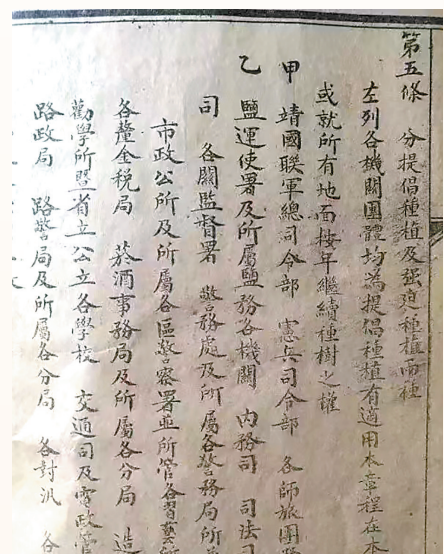 第五條　分提倡種植及强迫種植兩種
左列各機關團體均為提倡種植有適用本章程在本
或就所有地面按年繼續種樹之權
甲　靖國聯軍總司令部　憲兵司令部　各師旅團
乙　鹽運使署及所屬鹽務各機關　內務司　司法司
司　各關監督署　警務處及所屬各警務局所
市政公所及所屬各區警察署並所管各習藝所
各釐金税局　菸酒事務局及所屬各分局　造
勸學所暨省立公立各學校　交通司及電政管
路政局　路警局及所屬各分局　各對汛　各